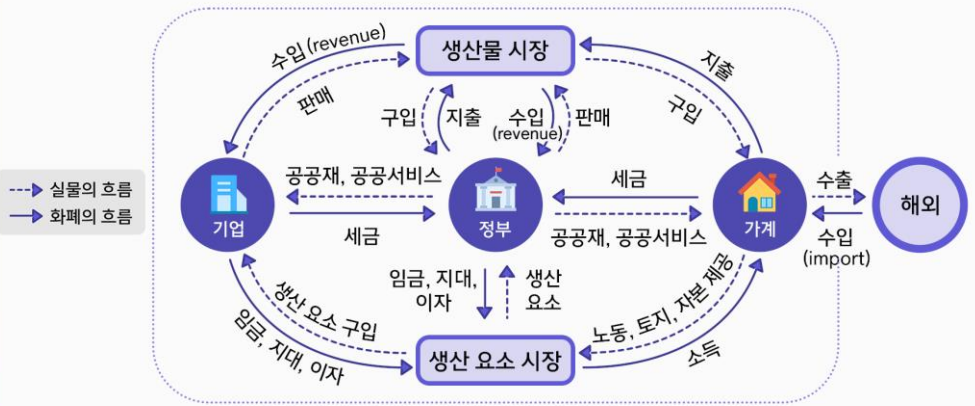 수입(revenue)
생산물 시장
지출
판매
구입
지출
수입
(revenue)
판매
구입
실물의 흐름
화폐의 흐름
기업
공공재, 공공서비스
세금
정부
세금
공공재, 공공서비스
가계
수출
수입
(import)
해외
임금, 지대,
이자
생산
요소
생산 요소 구입
임금, 지대, 이자
노동, 토지, 자본 제공
소득
생산 요소 시장